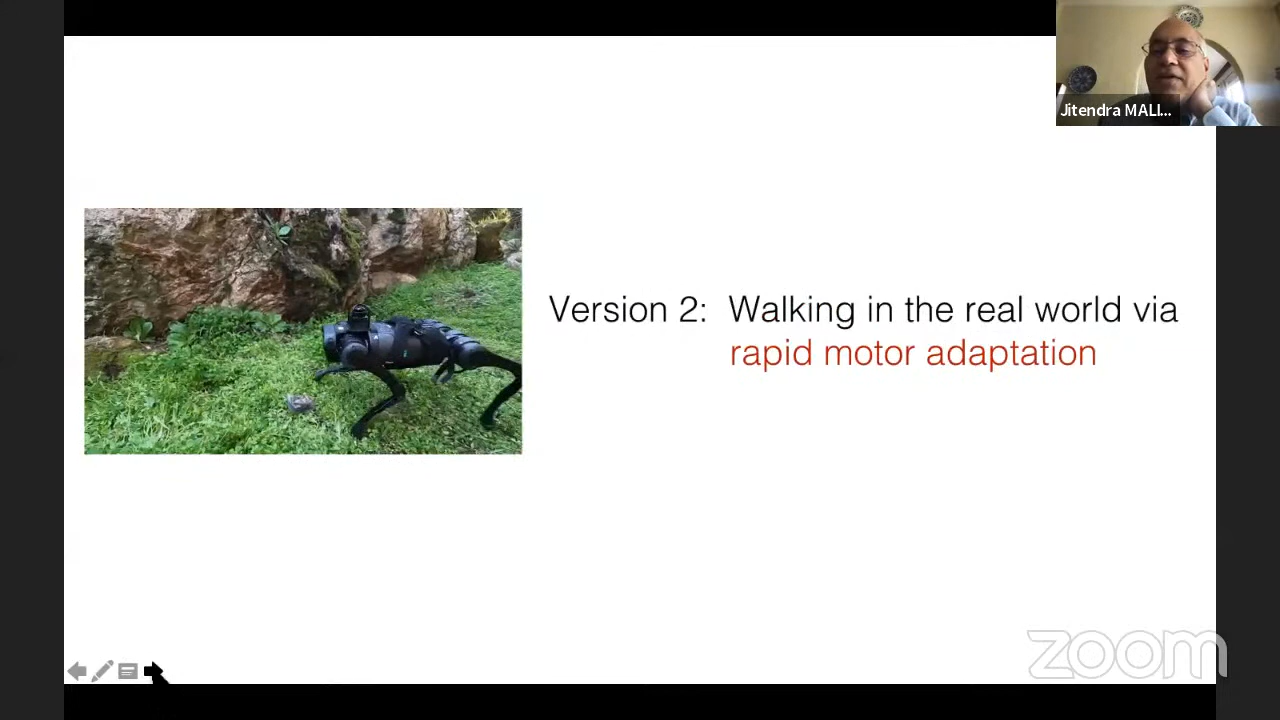 Jitendra MALI...
Version 2: Walking in the real world via
rapid motor adaptation
zoom